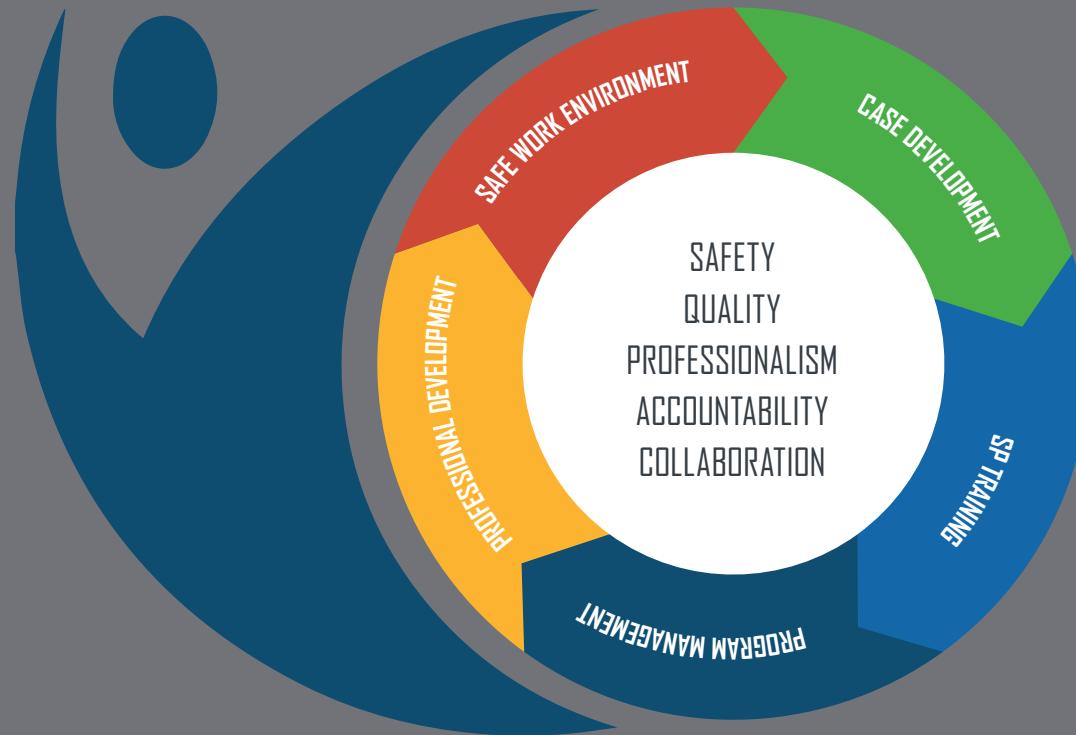 SAFE WORK ENVIRONMENT
CASE DEVELOPMENT
SP TRAINING
PROGRAM MANAGEMENT
PROFESSIONAL DEVELOPMENT
SAFETY
QUALITY
PROFESSIONALISM
ACCOUNTABILITY
COLLABORATION